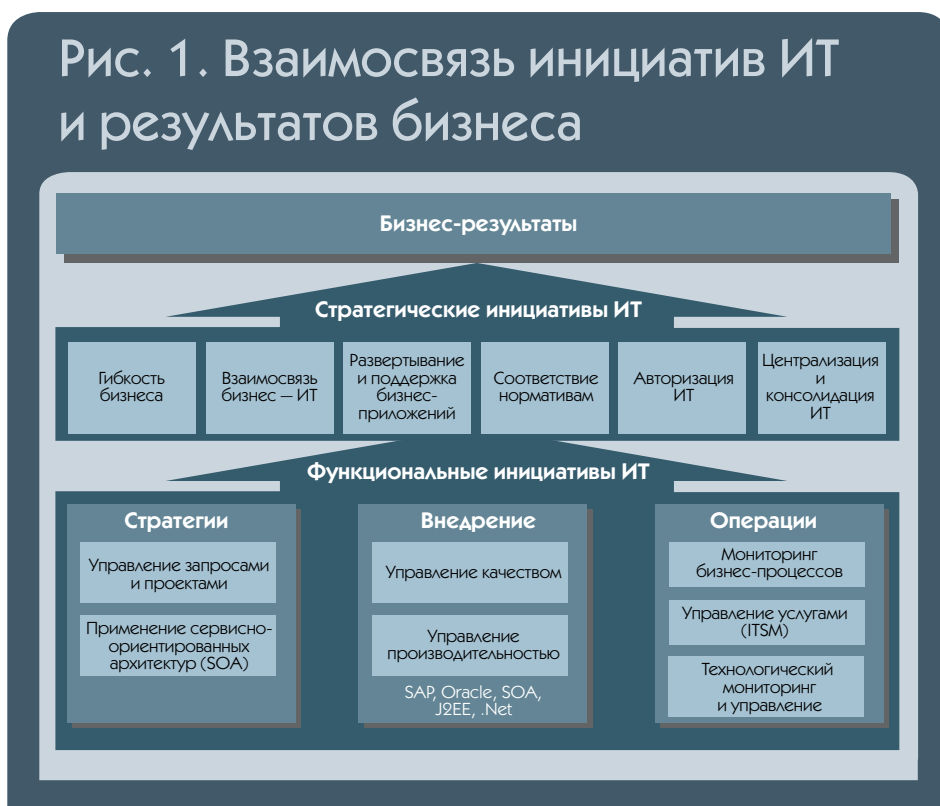 Рис. 1. Взаимосвязь инициатив ИТ
и результатов бизнеса
Бизнес-результаты
Стратегические инициативы ИТ
Гибкость
бизнеса
Взаимосвязь
бизнес – ИТ
Развертывание
и поддержка
бизнес-
приложений
Соответствие
нормативам
Авторизация
ИТ
Централизация
и
консолидация
ИТ
Функциональные инициативы ИТ
Стратегии
Управление запросами
и проектами
Применение сервисно-
ориентированных
архитектур (SOA)
Внедрение
Управление качеством
Управление
производительностью
SAP, Oracle, SOA,
J2EE, .Net
Операции
Мониторинг
бизнес-процессов
Управление услугами
(ITSM)
Технологический
мониторинг
и управление